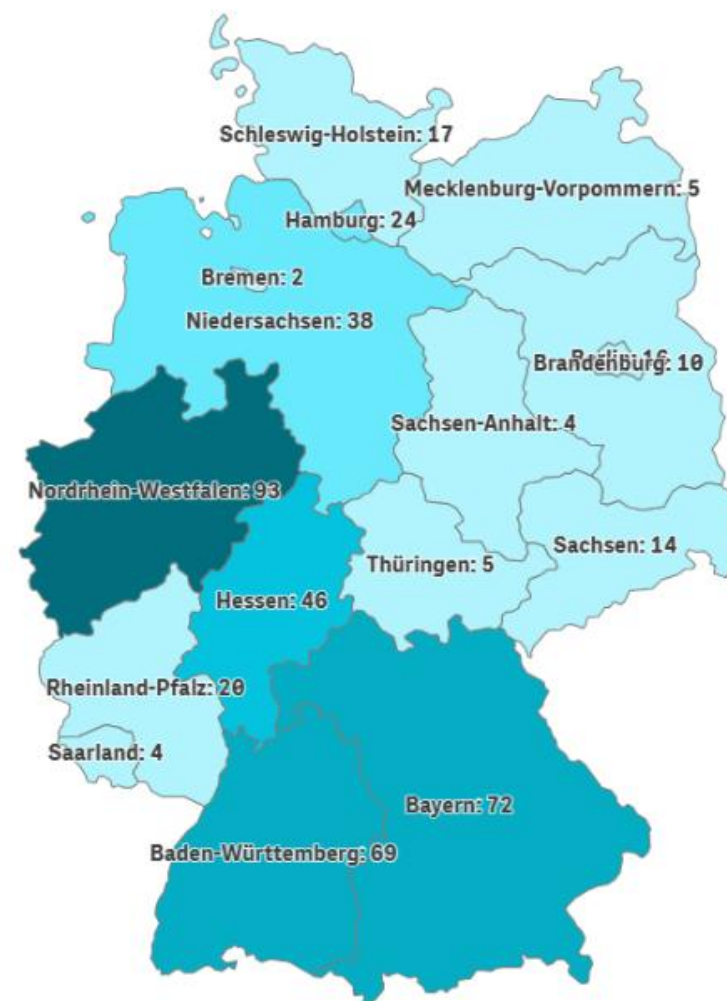 Schleswig-Holstein: 17
Mecklenburg-Vorpommern: 5
Hamburg: 24
Bremen: 2
Niedersachsen: 38
Brandenburg: 10
Sachsen-Anhalt: 4
Nordrhein-Westfalen: 93
Sachsen: 14
Thüringen: 5
Hessen: 46
Rheinland-Pfalz: 20
Saarland: 4
Bayern: 72
Baden-Württemberg: 69